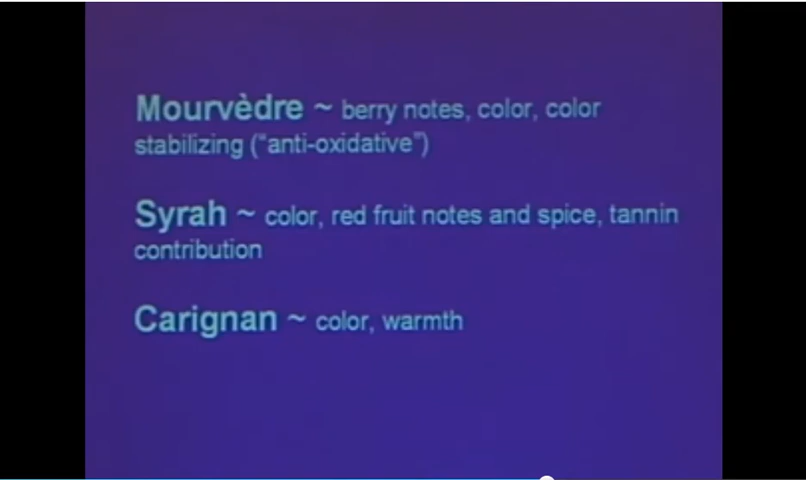 Mourvèdre ~ berry notes, color, color
stabilizing ("anti-oxidative")
Syrah ~ color, red fruit notes and spice, tannin
contribution
Carignan ~ color, warmth